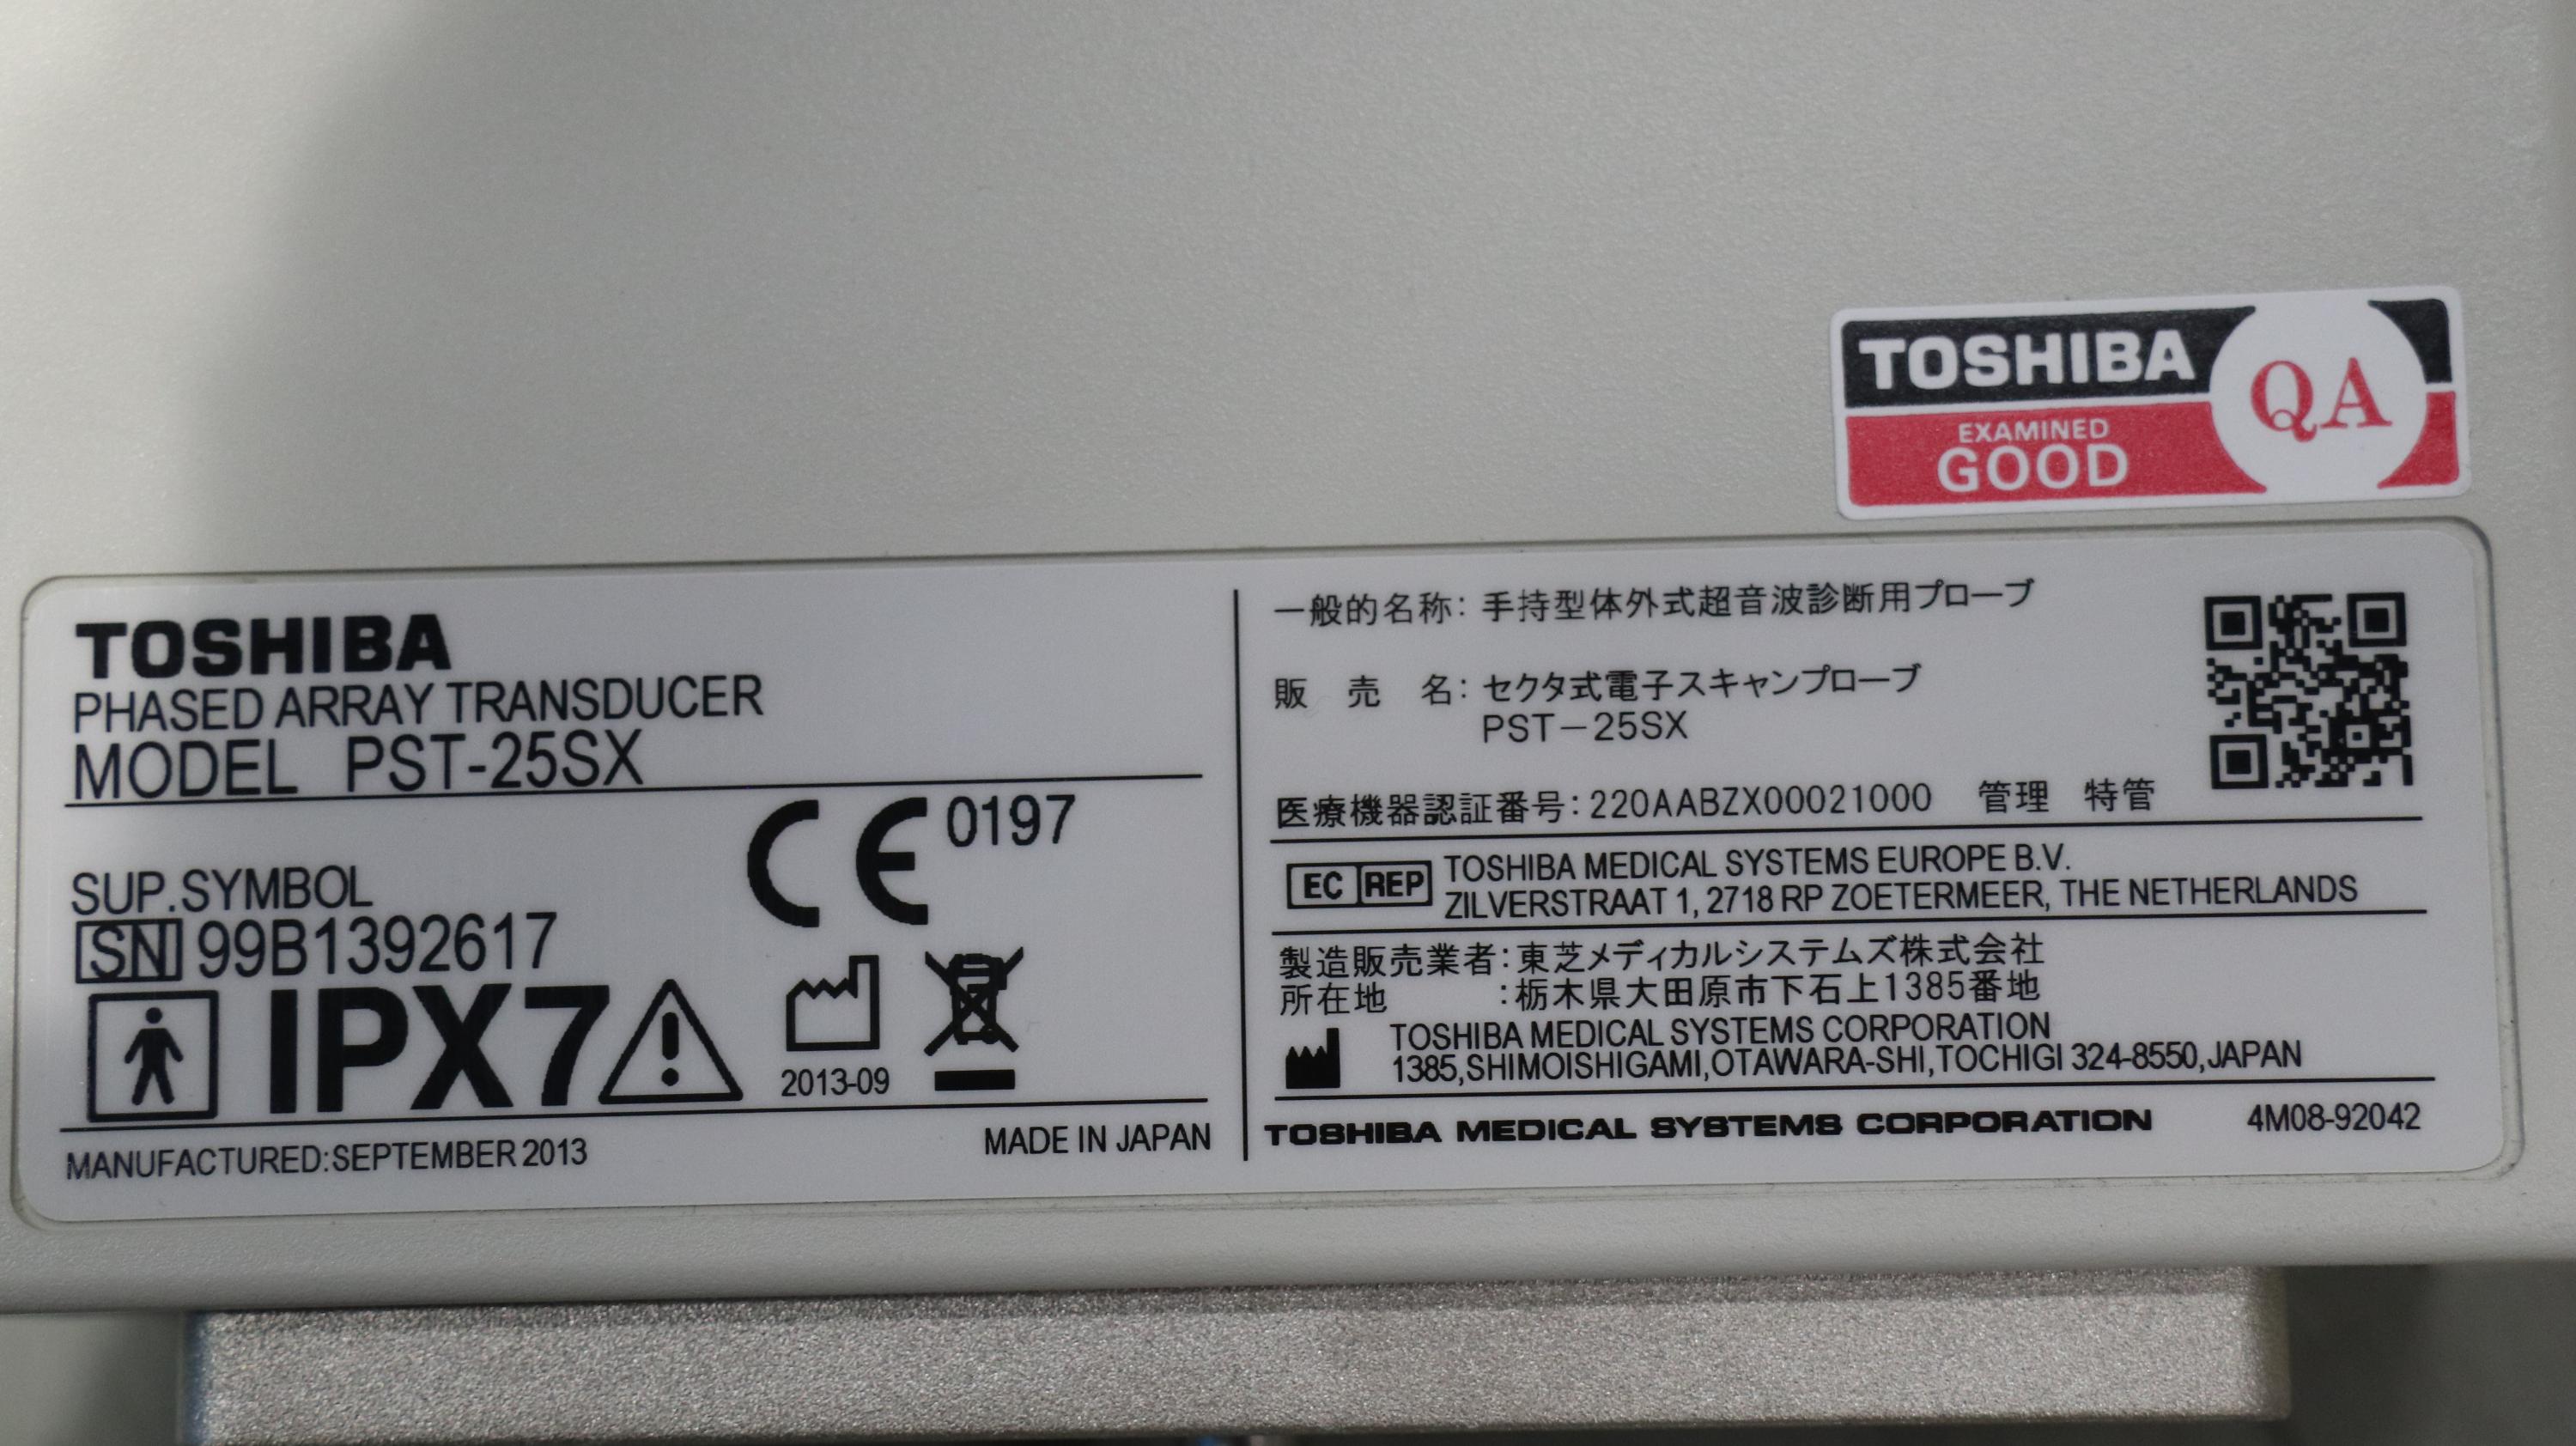 TOSHIBA
EXAMINED
GOOD
QA
TOSHIBA
PHASED ARRAY TRANSDUCER
MODEL PST-25SX
CE 0197
SUP.SYMBOL
SN 99B1392617
IPX7
2013-09
MANUFACTURED:SEPTEMBER 2013
MADE IN JAPAN
一般的名称：手持型体外式超音波診断用プローブ
販 売 名：セクタ式電子スキャンプローブ
PST－25SX
医療機器認証番号：220AABZX00021000 管理 特管
EC REP TOSHIBA MEDICAL SYSTEMS EUROPE B.V.
ZILVERSTRAAT 1, 2718 RP ZOETERMEER, THE NETHERLANDS
製造販売業者：東芝メディカルシステムズ株式会社
所在地 ：栃木県大田原市下石上1385番地
TOSHIBA MEDICAL SYSTEMS CORPORATION
1385,SHIMOISHIGAMI,OTAWARA-SHI,TOCHIGI 324-8550,JAPAN
TOSHIBA MEDICAL SYSTEMS CORPORATION 4M08-92042